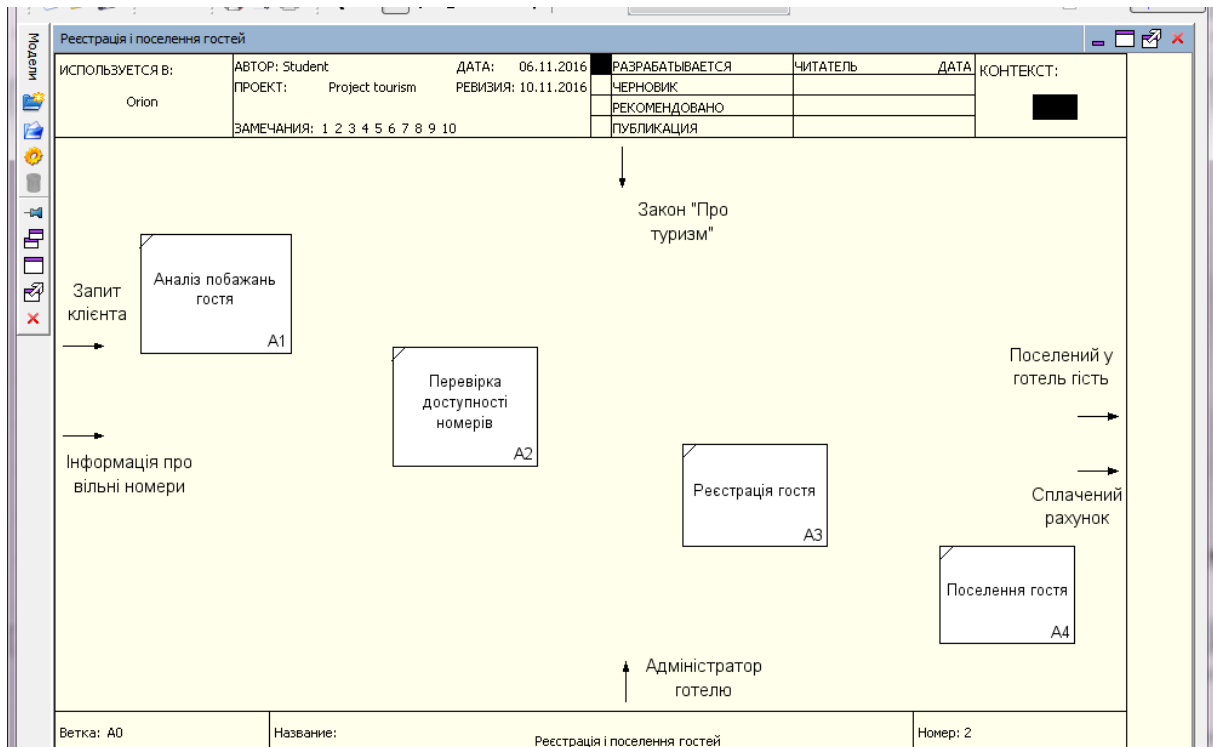 Модели
Реєстрація і поселення гостей
ИСПОЛЬЗУЕТСЯ В:
Orion
АВТОР: Student
ДАТА: 06.11.2016
ПРОЕКТ: Project tourism
РЕВИЗИЯ: 10.11.2016
ЗАМЕЧАНИЯ: 1 2 3 4 5 6 7 8 9 10
РАЗРАБАТЫВАЕТСЯ
ЧЕРНОВИК
РЕКОМЕНДОВАНО
ПУБЛИКАЦИЯ
ЧИТАТЕЛЬ
ДАТА
КОНТЕКСТ:
Закон "Про
туризм"
Аналіз побажань
гостя
A1
Запит
клієнта
Перевірка
доступності
номерів
A2
Поселений у
готель гість
Інформація про
вільні номери
Реєстрація гостя
A3
Сплачений
рахунок
Поселення гостя
A4
Адміністратор
готелю
Ветка: A0
Название:
Реєстрація і поселення гостей
Номер: 2